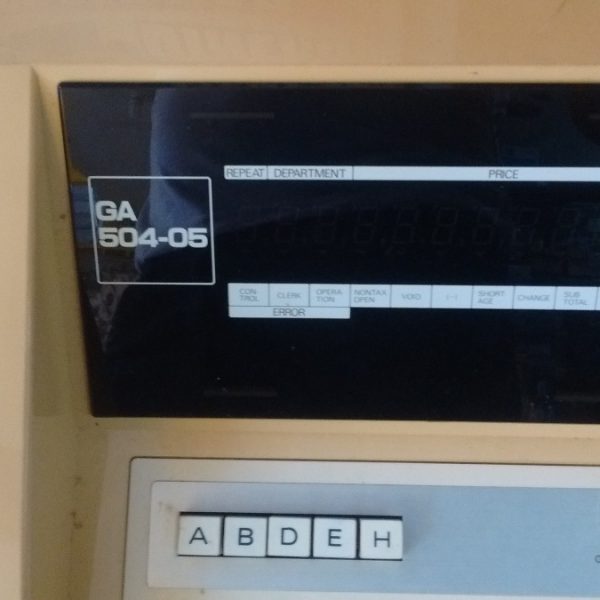 REPEAT DEPARTMENT PRICE
GA
504-05
CON-TROL CLERK OPERA-TION NONTAX OPEN VOID (-) SHORT AGE CHANGE SUB TOTAL
ERROR
A B D E H